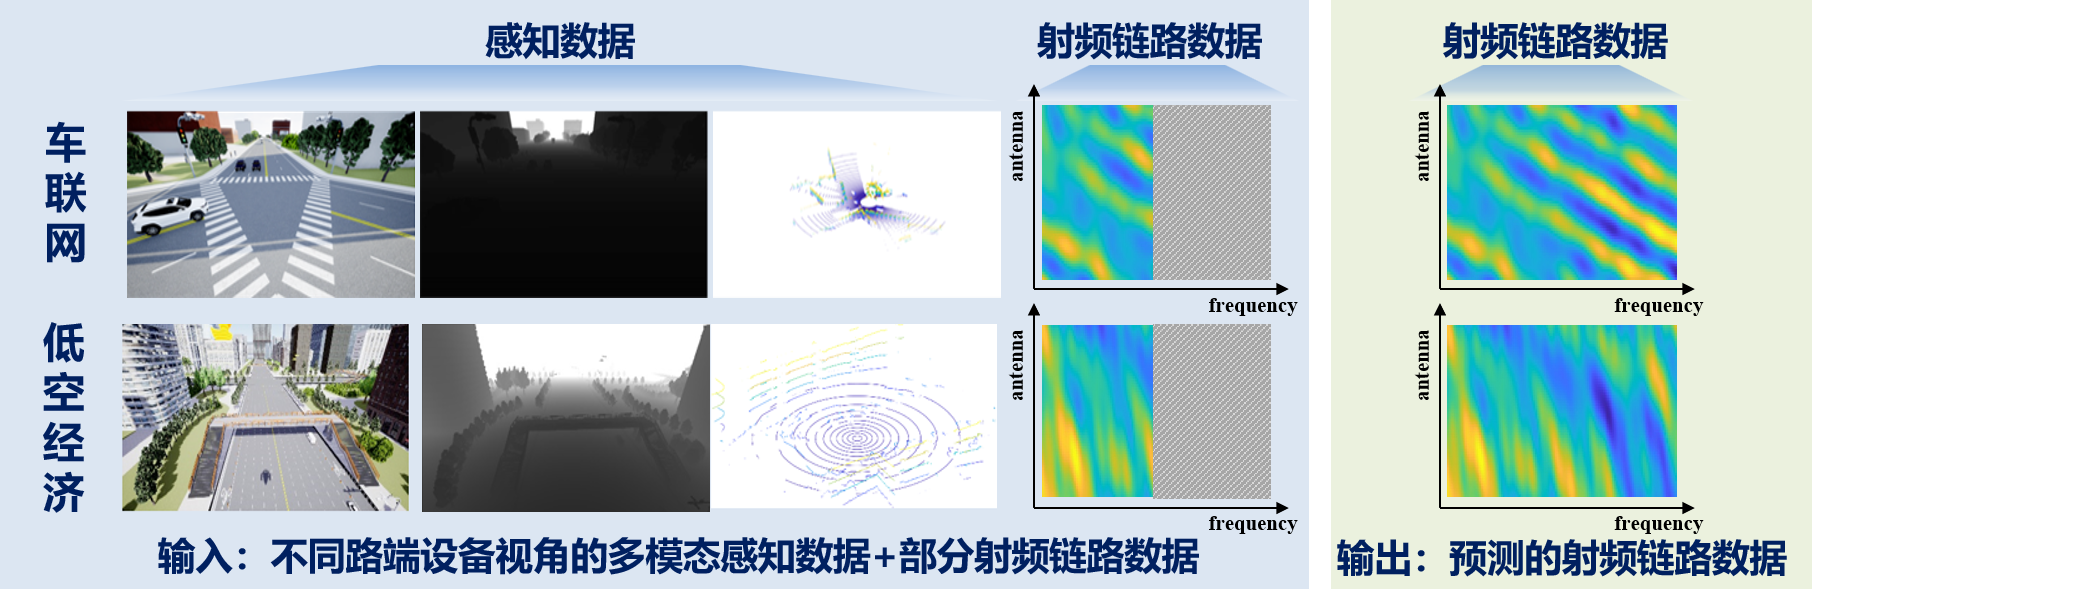 感知数据
射频链路数据
射频链路数据
车联网
antenna
frequency
antenna
frequency
低空经济
antenna
frequency
antenna
frequency
输入：不同路端设备视角的多模态感知数据+部分射频链路数据
输出：预测的射频链路数据